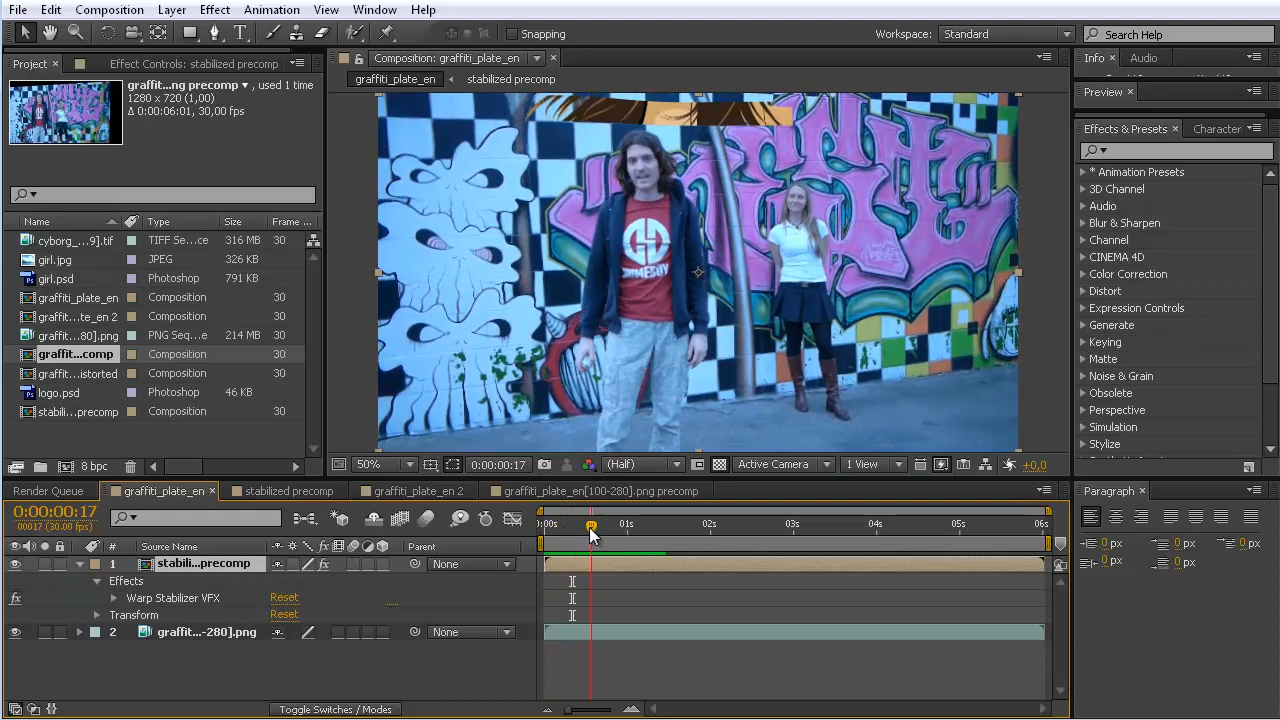 File Edit Composition Layer Effect Animation View Window Help
Snapping
Workspace: Standard
Search Help
Project
Effect Controls: stabilized precomp
Composition: graffiti_plate_en
Info Audio
graffit...ng precomp , used 1 time
1280 x 720 (1,00)
Δ 0:00:06:01, 30,00 fps
graffiti_plate_en stabilized precomp
Preview
Effects & Presets Character
* Animation Presets
3D Channel
Audio
Blur & Sharpen
Channel
CINEMA 4D
Color Correction
Distort
Expression Controls
Generate
Keying
Matte
Noise & Grain
Obsolete
Perspective
Simulation
Stylize
Name Type Size Frame ...
cyborg_...9].tif TIFF Se...ce 316 MB 30
girl.jpg JPEG 326 KB
girl.psd Photoshop 791 KB
graffiti_plate_en Composition 30
graffit...te_en 2 Composition 30
graffit...80].png PNG Seq...e 214 MB 30
graffit...comp Composition 30
graffit...istorted Composition 30
logo.psd Photoshop 46 KB
stabili...precomp Composition 30
8 bpc
50% 0:00:00:17 (Half) Active Camera 1 View +0,0
Render Queue graffiti_plate_en stabilized precomp graffiti_plate_en 2 graffiti_plate_en[100-280].png precomp
Paragraph
0:00:00:17
00017 (30.00 fps)
:00s 01s 02s 03s 04s 05s 06s
# Source Name Parent
1 stabili...precomp None
Effects
Warp Stabilizer VFX Reset
Transform Reset
2 graffit...-280].png None
0 px 0 px 0 px
0 px 0 px
Toggle Switches / Modes